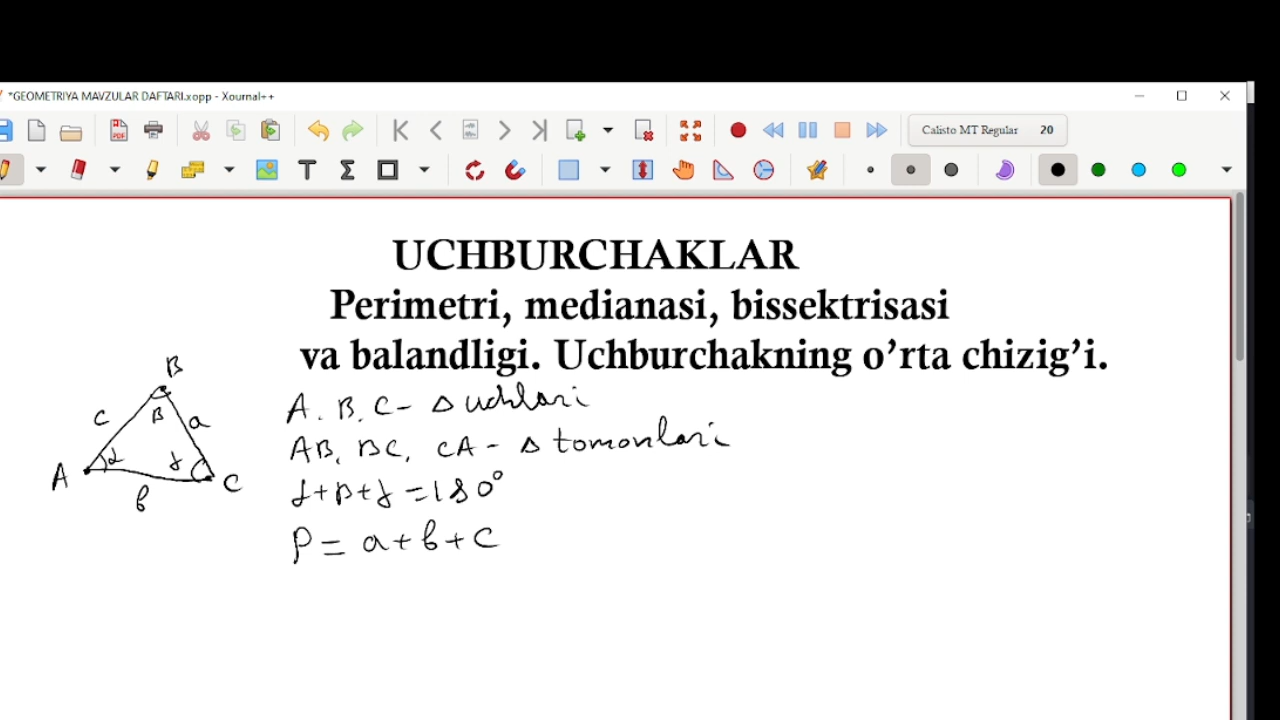 *GEOMETRIYA MAVZULAR DAFTARI.xopp - Xournal++
Calisto MT Regular 20
UCHBURCHAKLAR
Perimetri, medianasi, bissektrisasi
va balandligi. Uchburchakning o’rta chizig’i.
B
c β a
A α γ C
b
A. B. C - Δ uchlari
AB, BC, CA - Δ tomonlari
α+β+γ=180°
P = a+b+c